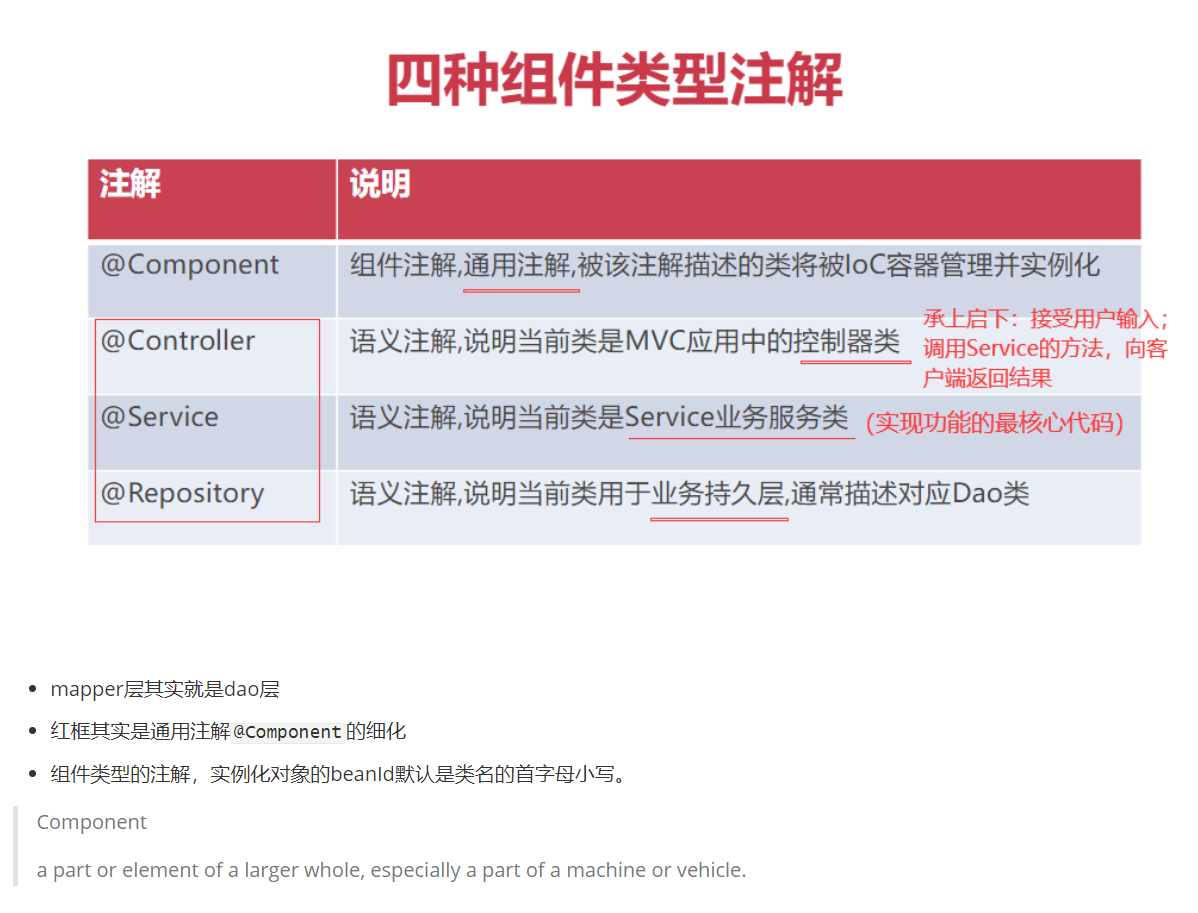 四种组件类型注解
注解 说明
@Component 组件注解,通用注解,被该注解描述的类将被IoC容器管理并实例化
@Controller 语义注解,说明当前类是MVC应用中的控制器类
承上启下：接受用户输入；
调用Service的方法，向客
户端返回结果
@Service 语义注解,说明当前类是Service业务服务类 (实现功能的最核心代码)
@Repository 语义注解,说明当前类用于业务持久层,通常描述对应Dao类
mapper层其实就是dao层
红框其实是通用注解@Component的细化
组件类型的注解，实例化对象的beanId默认是类名的首字母小写。
Component
a part or element of a larger whole, especially a part of a machine or vehicle.